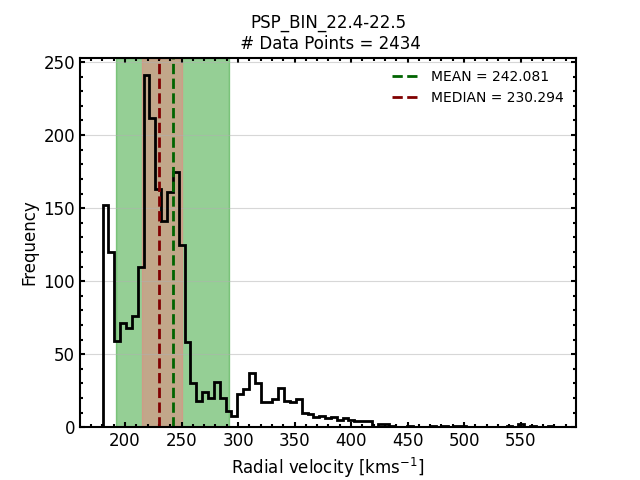 PSP_BIN_22.4-22.5
# Data Points = 2434
MEAN = 242.081
MEDIAN = 230.294
Frequency
250
200
150
100
50
0
200 250 300 350 400 450 500 550
Radial velocity [kms⁻¹]